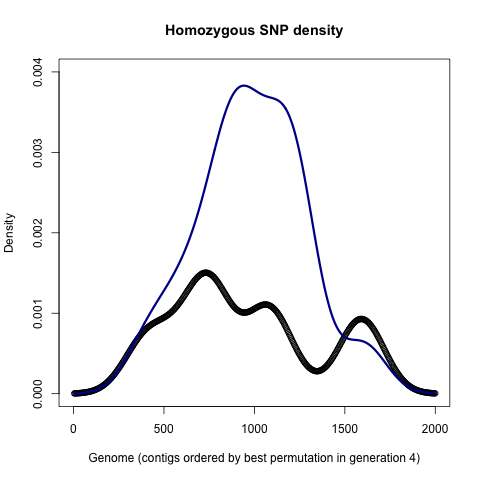 Homozygous SNP density
Density
0.004
0.003
0.002
0.001
0.000
0 500 1000 1500 2000
Genome (contigs ordered by best permutation in generation 4)